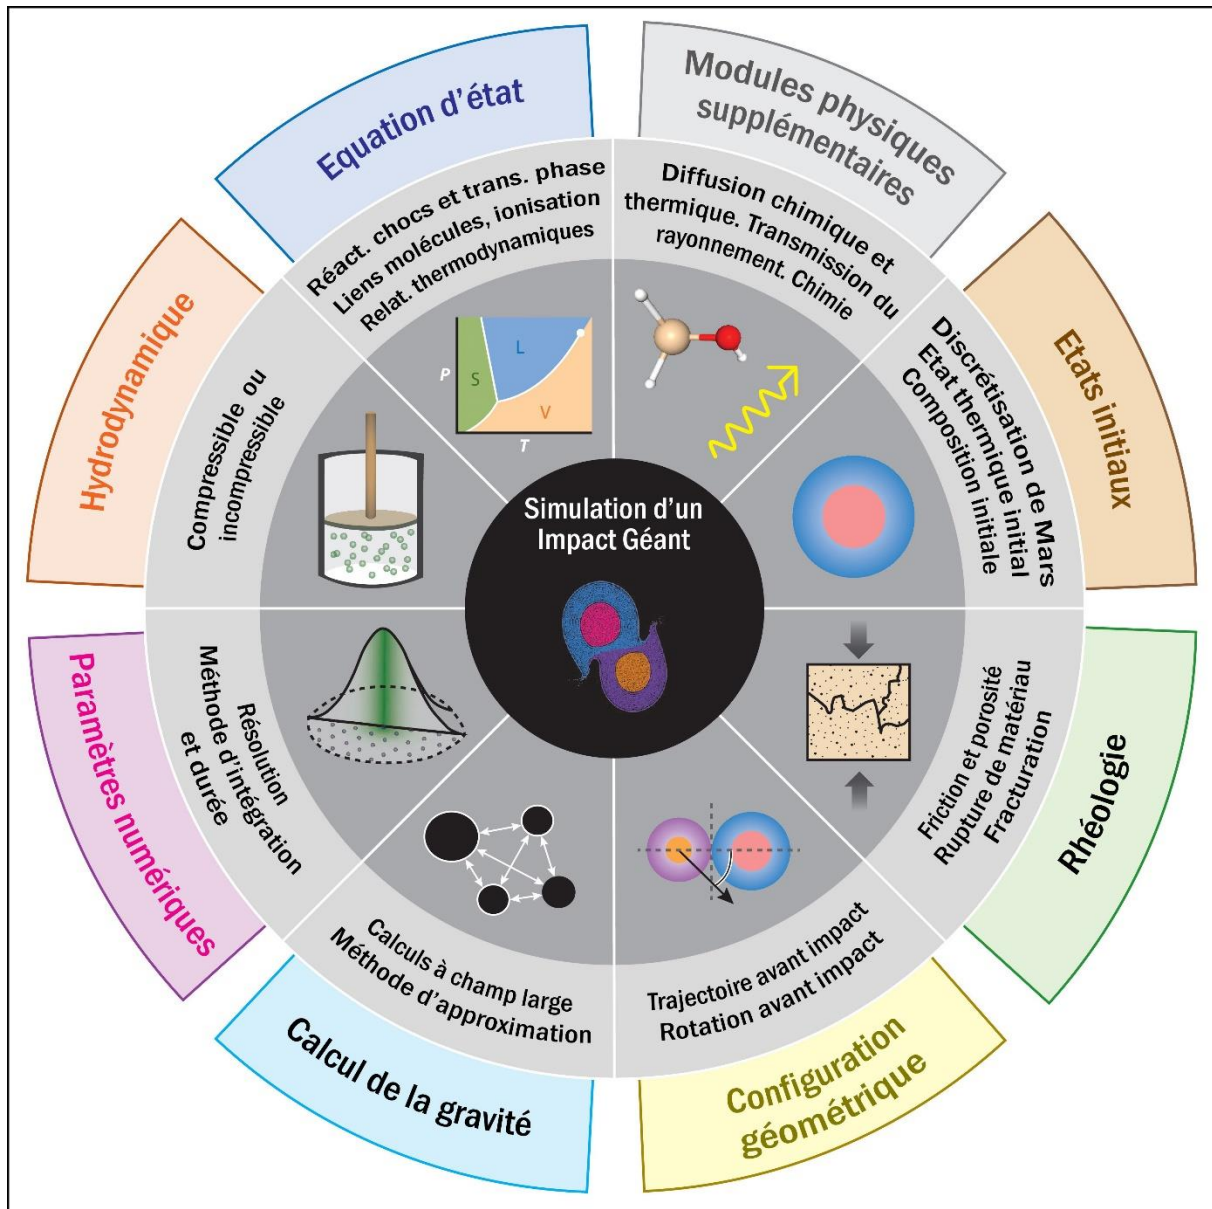 Simulation d'un
Impact Géant
Equation d'état
Réact. chocs et trans. phase
Liens molécules, ionisation
Relat. thermodynamiques
P
S
L
V
T
Modules physiques
supplémentaires
Diffusion chimique et
thermique. Transmission du
rayonnement. Chimie
Etats initiaux
Discrétisation de Mars
Etat thermique initial
Composition initiale
Rhéologie
Friction et porosité
Rupture de matériau
Fracturation
Configuration
géométrique
Trajectoire avant impact
Rotation avant impact
Calcul de la gravité
Calculs à champ large
Méthode d'approximation
Paramètres numériques
Résolution
Méthode d'intégration
et durée
Hydrodynamique
Compressible ou
incompressible